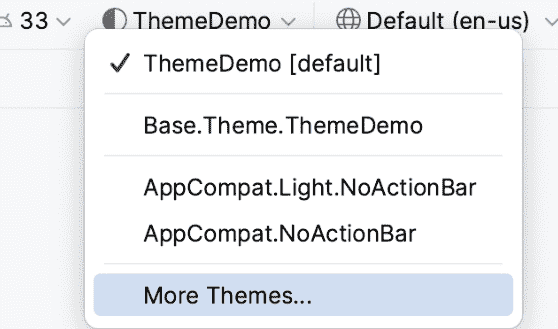 33 ThemeDemo Default (en-us)
ThemeDemo [default]
Base.Theme.ThemeDemo
AppCompat.Light.NoActionBar
AppCompat.NoActionBar
More Themes...